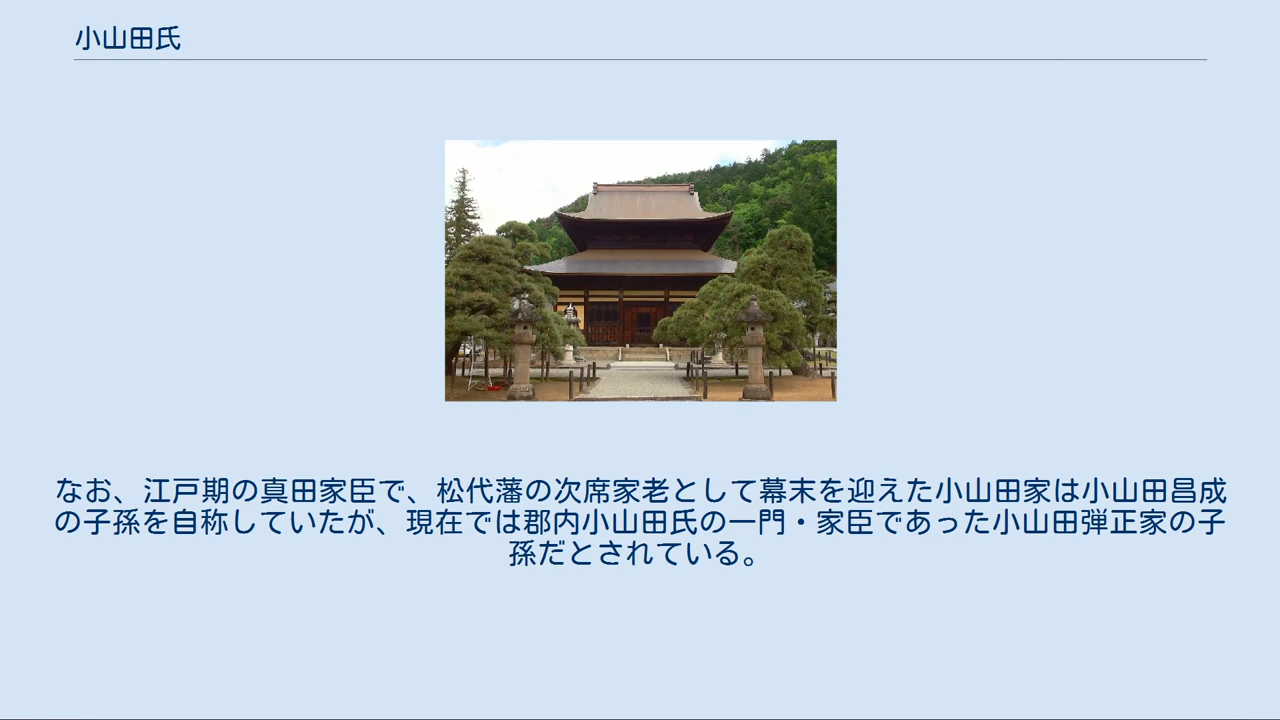 小山田氏
なお、江戸期の真田家臣で、松代藩の次席家老として幕末を迎えた小山田家は小山田昌成
の子孫を自称していたが、現在では郡内小山田氏の一門・家臣であった小山田弾正家の子
孫だとされている。